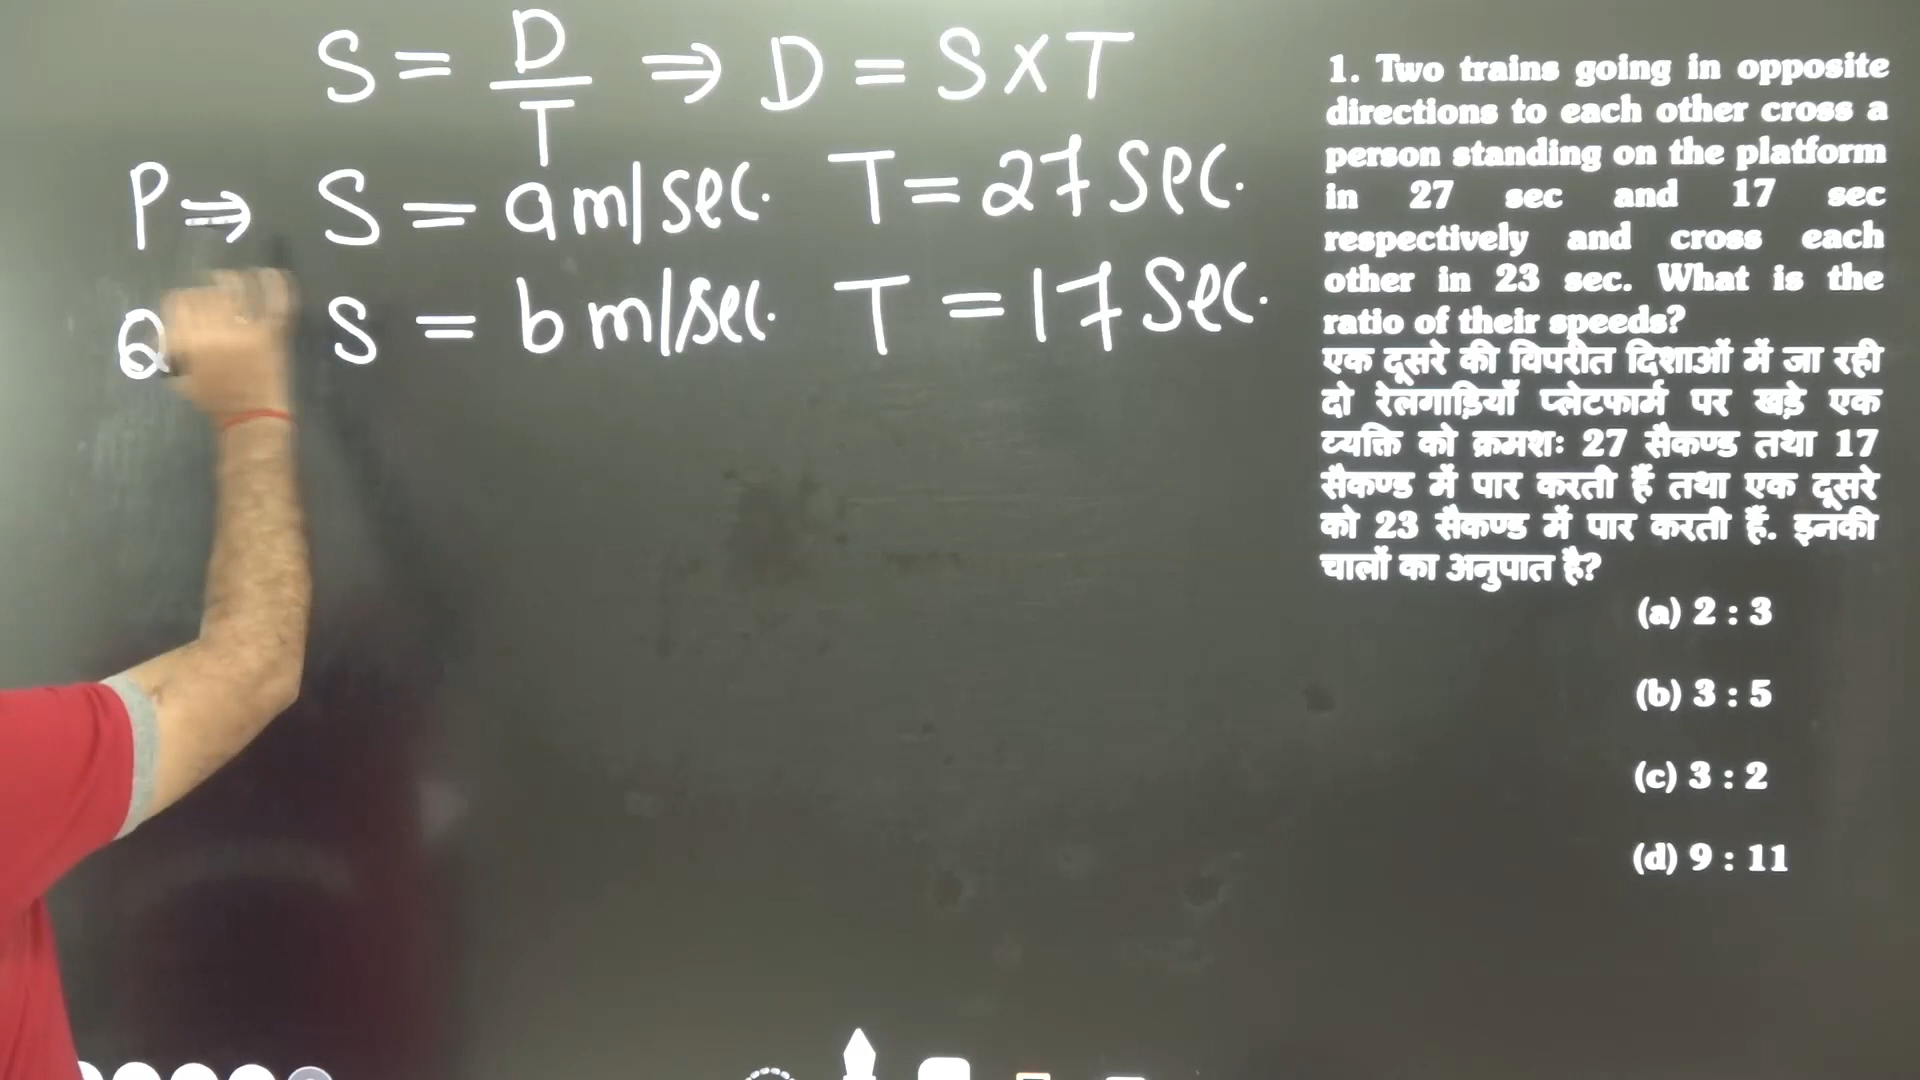 S = D/T ⇒ D = S×T
P ⇒ S = a m/sec. T = 27 Sec.
Q S = b m/sec. T = 17 Sec.
1. Two trains going in opposite
directions to each other cross a
person standing on the platform
in 27 sec and 17 sec
respectively and cross each
other in 23 sec. What is the
ratio of their speeds?
एक दूसरे की विपरीत दिशाओं में जा रही
दो रेलगाड़ियाँ प्लेटफार्म पर खड़े एक
व्यक्ति को क्रमशः 27 सैकण्ड तथा 17
सैकण्ड में पार करती हैं तथा एक दूसरे
को 23 सैकण्ड में पार करती हैं. इनकी
चालों का अनुपात है?
(a) 2 : 3
(b) 3 : 5
(c) 3 : 2
(d) 9 : 11